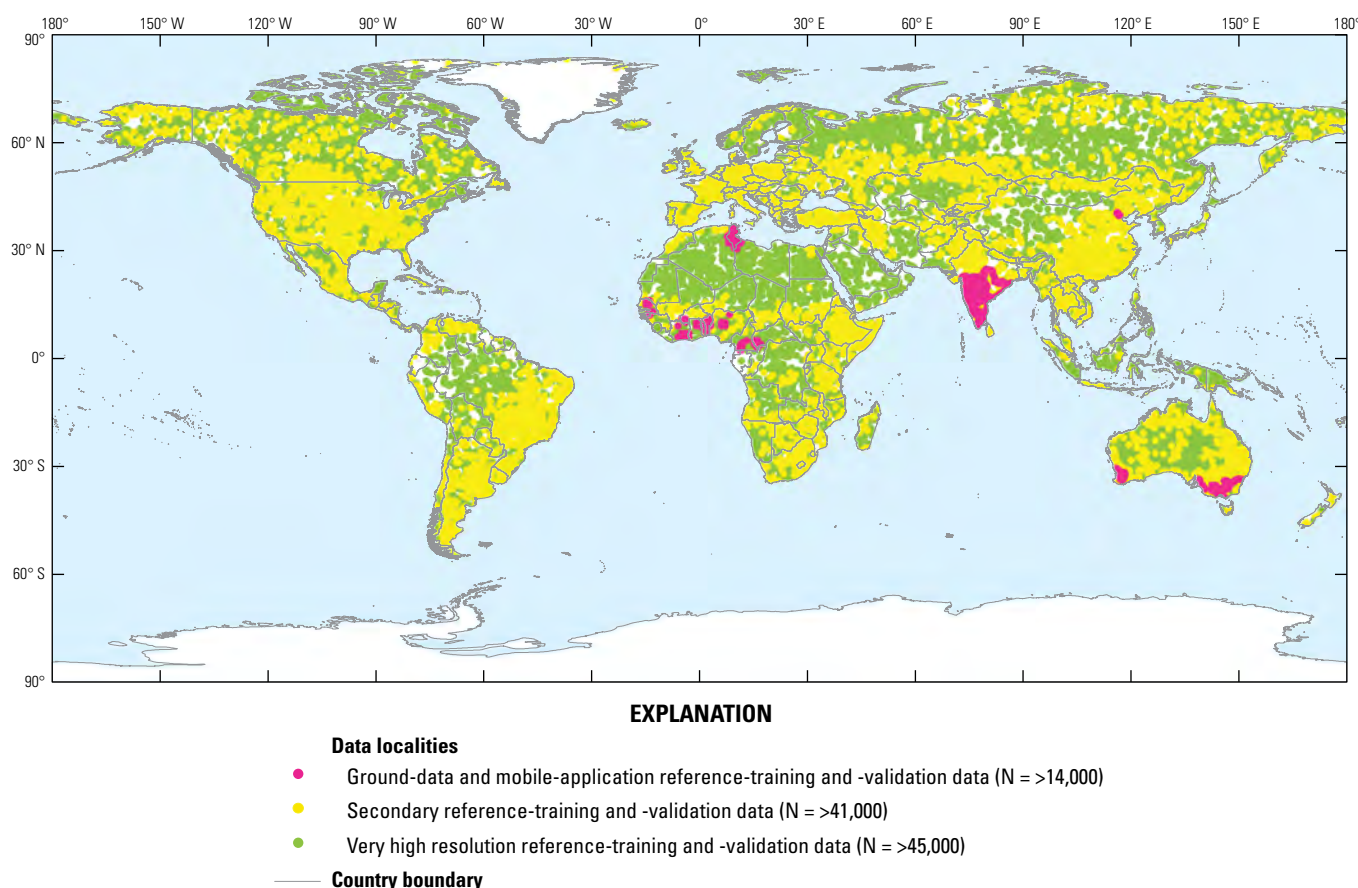 180° 150° W 120° W 90° W 60° W 30° W 0° 30° E 60° E 90° E 120° E 150° E 180°
90°
60° N
30° N
0°
30° S
60° S
90°
EXPLANATION
Data localities
Ground-data and mobile-application reference-training and -validation data (N = >14,000)
Secondary reference-training and -validation data (N = >41,000)
Very high resolution reference-training and -validation data (N = >45,000)
Country boundary